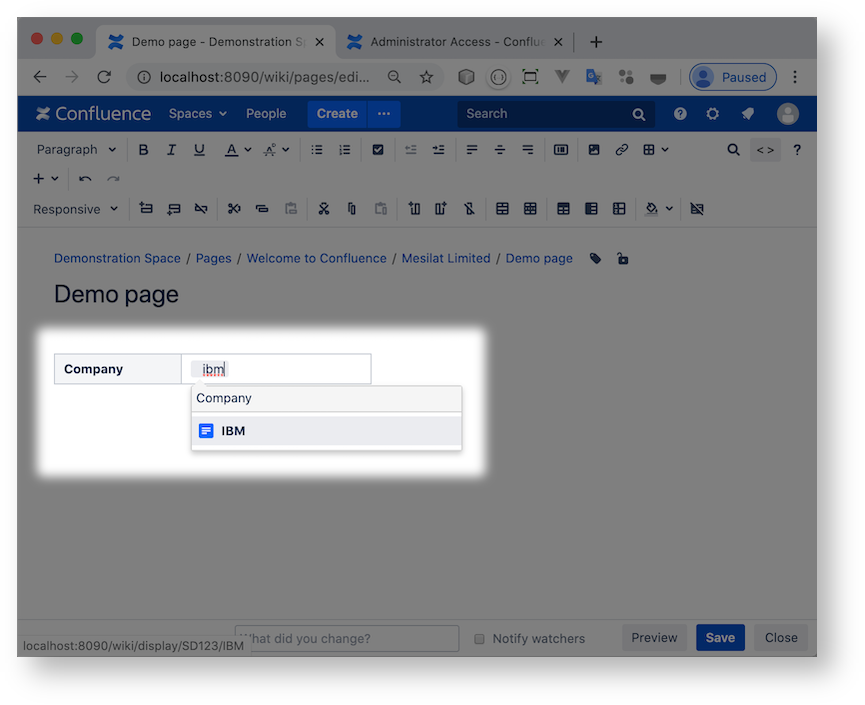 Demo page - Demonstration S
Administrator Access - Conflue
localhost:8090/wiki/pages/edi...
Paused
Confluence Spaces People Create ... Search
Paragraph B I U A
< > ?
Responsive
Demonstration Space / Pages / Welcome to Confluence / Mesilat Limited / Demo page
Demo page
Company ibm
Company
IBM
What did you change? Notify watchers Preview Save Close
localhost:8090/wiki/display/SD123/IBM